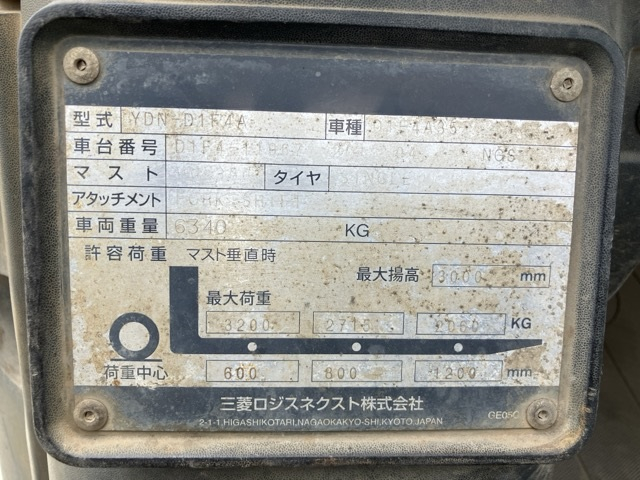 型式 YDN-D1F4A 車種
車台番号
マスト タイヤ SINGLE
アタッチメント
車両重量 6340 KG
許容荷重 マスト垂直時
最大揚高 3000 mm
最大荷重
3200 2715 2060 KG
荷重中心 600 800 1200 mm
三菱ロジスネクスト株式会社
2-1-1,HIGASHIKOTARI,NAGAOKAKYO-SHI,KYOTO,JAPAN